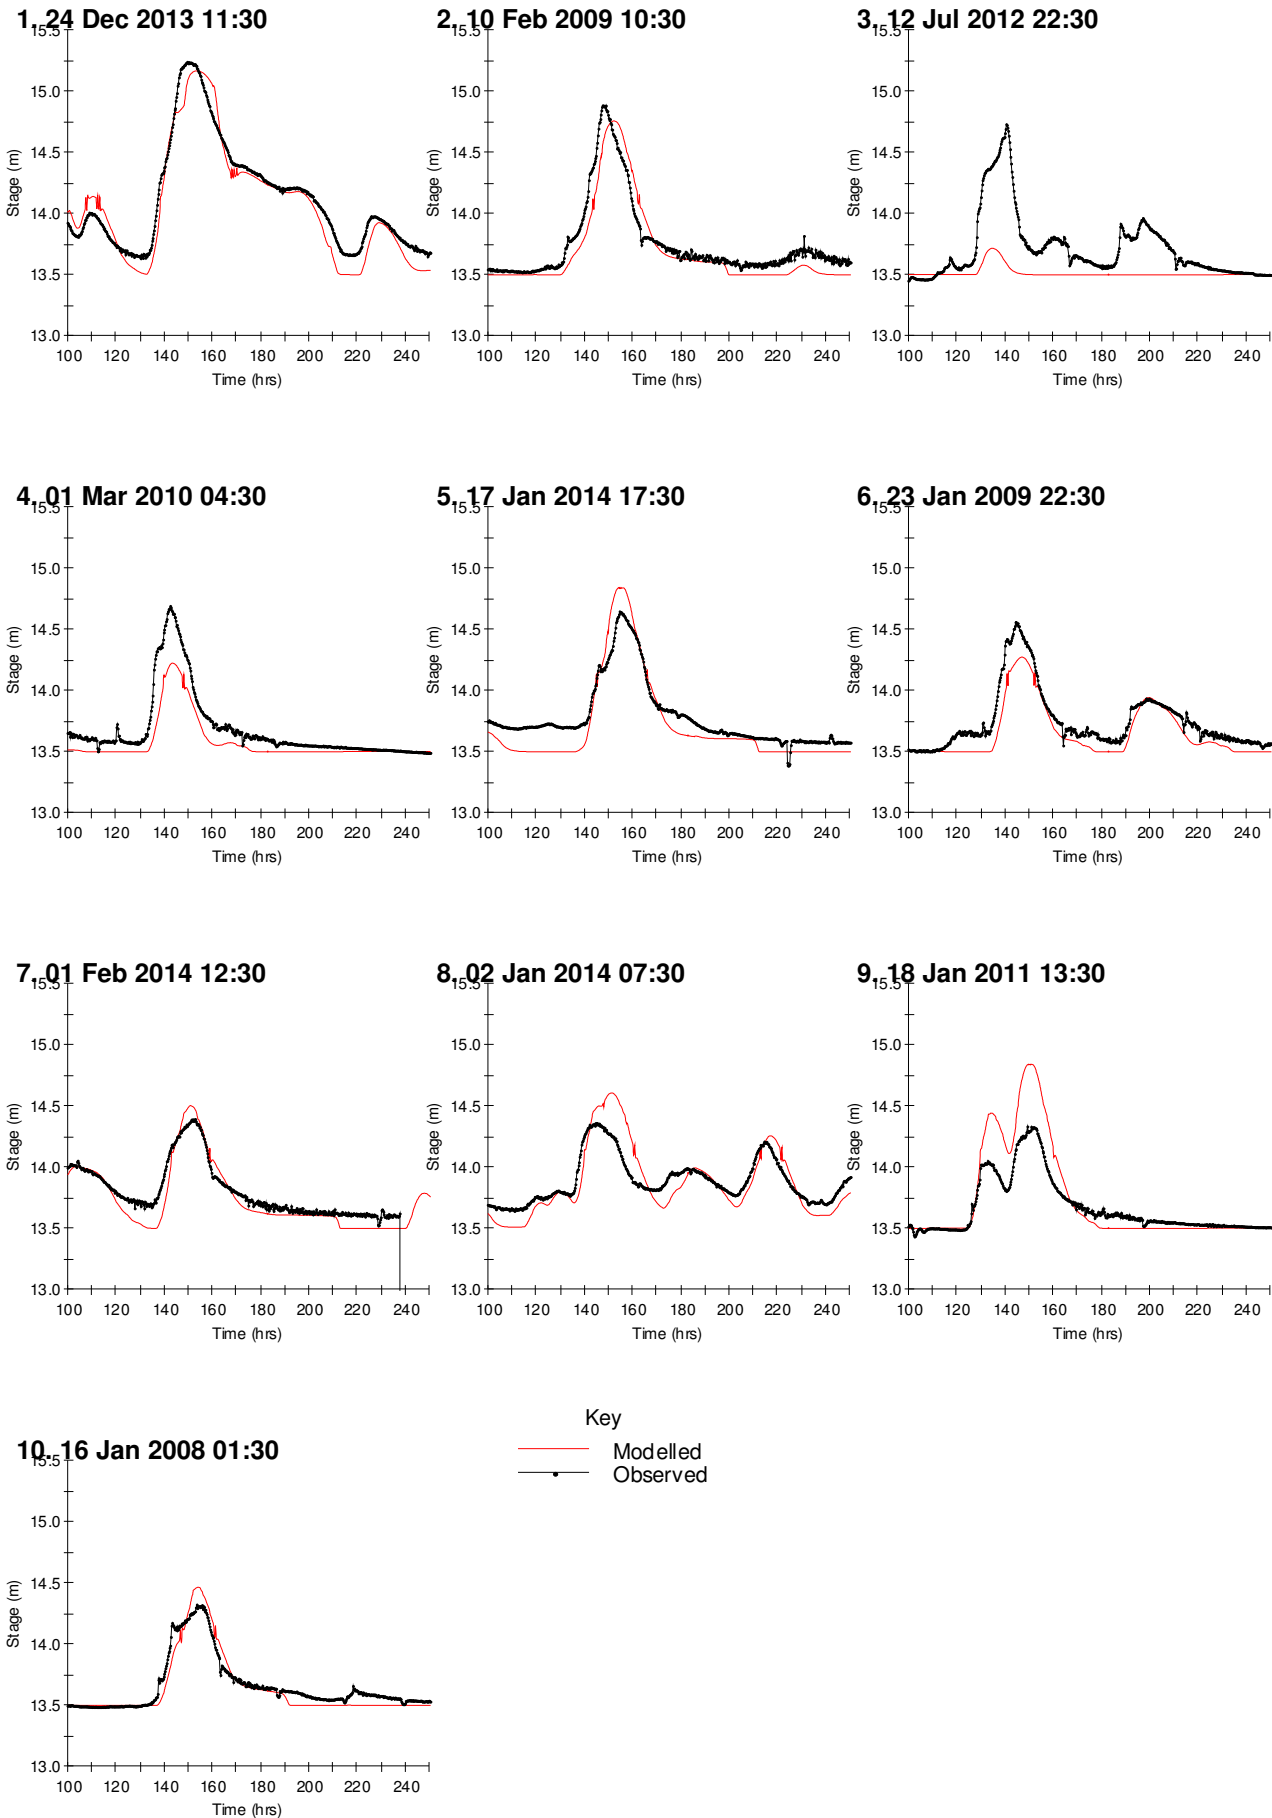 1. 24 Dec 2013 11:30
15.5
15.0
14.5
14.0
13.5
13.0
Stage (m)
100 120 140 160 180 200 220 240
Time (hrs)
2. 10 Feb 2009 10:30
15.5
15.0
14.5
14.0
13.5
13.0
Stage (m)
100 120 140 160 180 200 220 240
Time (hrs)
3. 12 Jul 2012 22:30
15.5
15.0
14.5
14.0
13.5
13.0
Stage (m)
100 120 140 160 180 200 220 240
Time (hrs)
4. 01 Mar 2010 04:30
15.5
15.0
14.5
14.0
13.5
13.0
Stage (m)
100 120 140 160 180 200 220 240
Time (hrs)
5. 17 Jan 2014 17:30
15.5
15.0
14.5
14.0
13.5
13.0
Stage (m)
100 120 140 160 180 200 220 240
Time (hrs)
6. 23 Jan 2009 22:30
15.5
15.0
14.5
14.0
13.5
13.0
Stage (m)
100 120 140 160 180 200 220 240
Time (hrs)
7. 01 Feb 2014 12:30
15.5
15.0
14.5
14.0
13.5
13.0
Stage (m)
100 120 140 160 180 200 220 240
Time (hrs)
8. 02 Jan 2014 07:30
15.5
15.0
14.5
14.0
13.5
13.0
Stage (m)
100 120 140 160 180 200 220 240
Time (hrs)
9. 18 Jan 2011 13:30
15.5
15.0
14.5
14.0
13.5
13.0
Stage (m)
100 120 140 160 180 200 220 240
Time (hrs)
10. 16 Jan 2008 01:30
15.5
15.0
14.5
14.0
13.5
13.0
Stage (m)
100 120 140 160 180 200 220 240
Time (hrs)
Key
Modelled
Observed